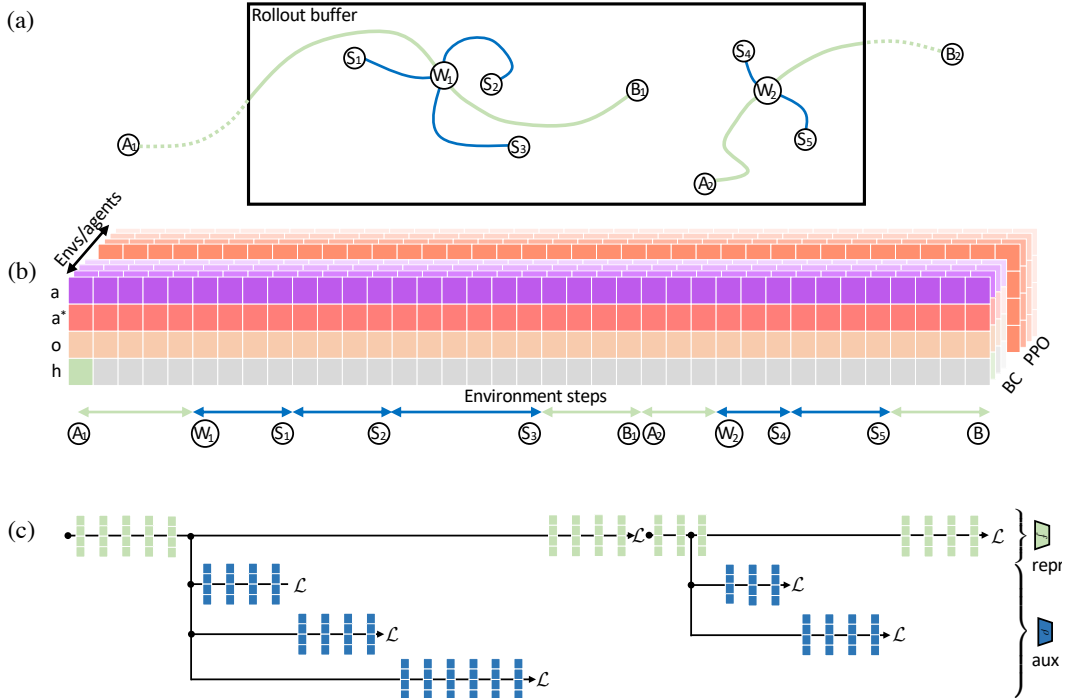 (a)
Rollout buffer
A1
S1
W1
S2
S3
B1
S4
W2
S5
A2
B2
Envs/agents
(b)
a
a*
o
h
PPO
BC
Environment steps
A1
W1
S1
S2
S3
B1
A2
W2
S4
S5
B
(c)
ℒ
ℒ
repr
ℒ
ℒ
ℒ
ℒ
ℒ
aux